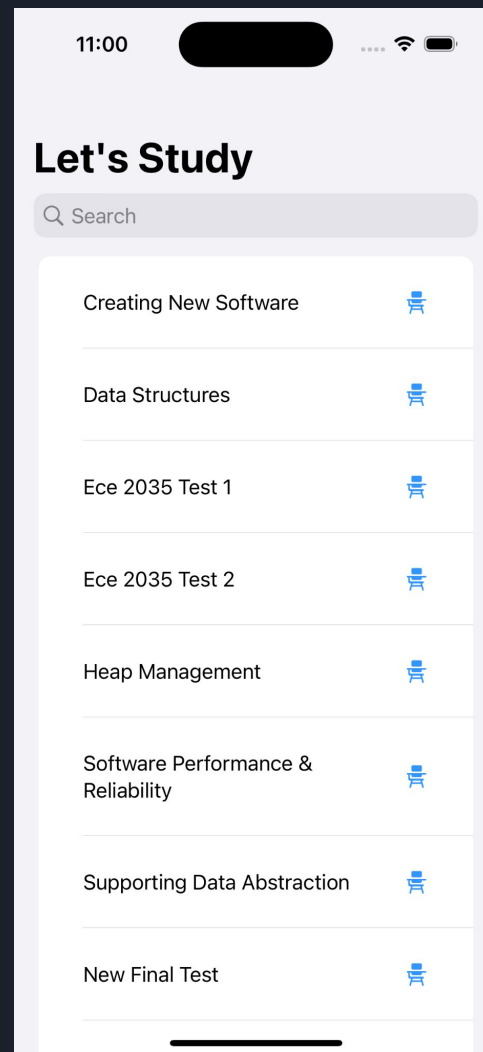 11:00
Let's Study
Search
Creating New Software
Data Structures
Ece 2035 Test 1
Ece 2035 Test 2
Heap Management
Software Performance &
Reliability
Supporting Data Abstraction
New Final Test